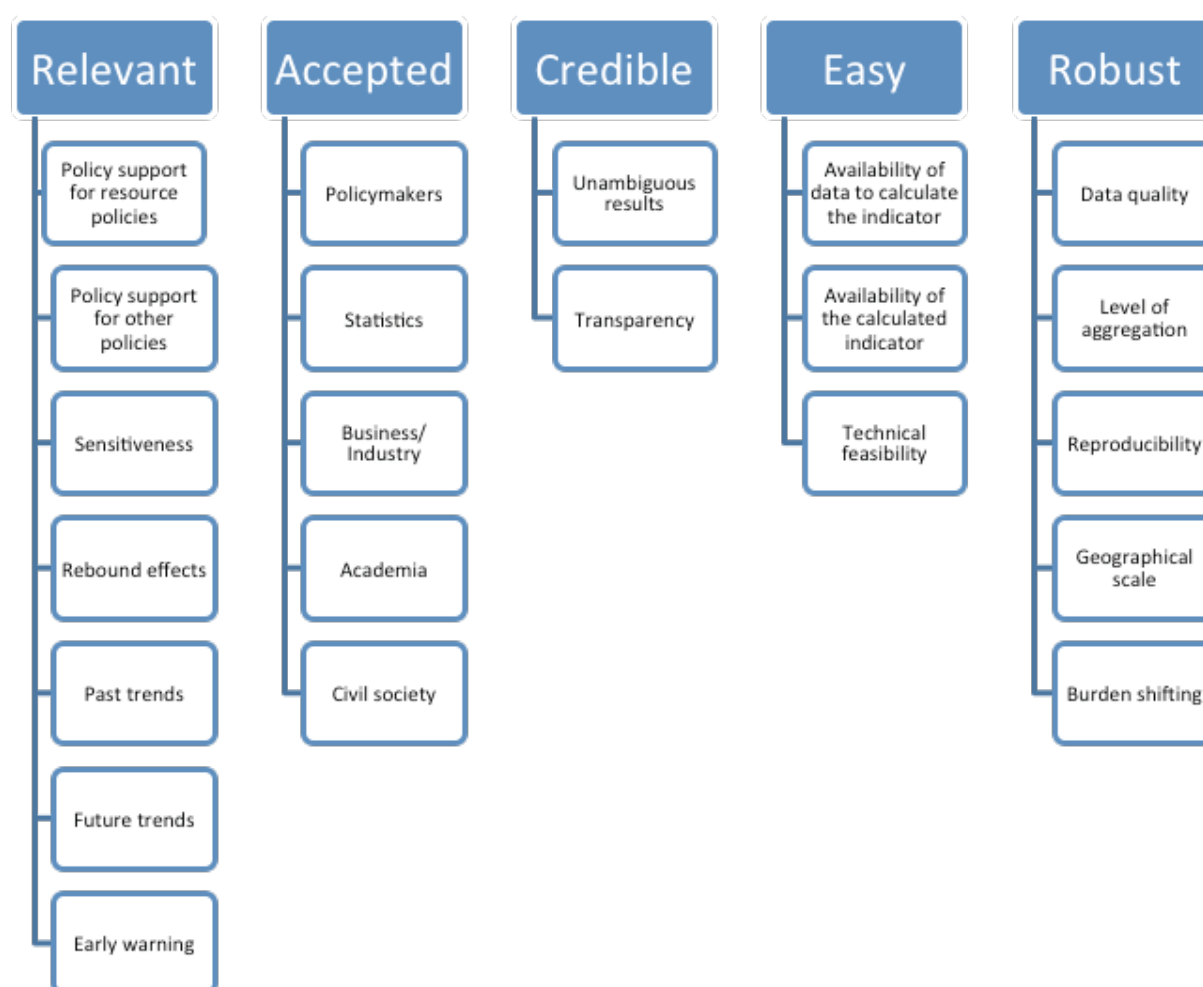 Relevant
Policy support
for resource
policies
Policy support
for other
policies
Sensitiveness
Rebound effects
Past trends
Future trends
Early warning
Accepted
Policymakers
Statistics
Business/
Industry
Academia
Civil society
Credible
Unambiguous
results
Transparency
Easy
Availability of
data to calculate
the indicator
Availability of
the calculated
indicator
Technical
feasibility
Robust
Data quality
Level of
aggregation
Reproducibility
Geographical
scale
Burden shifting